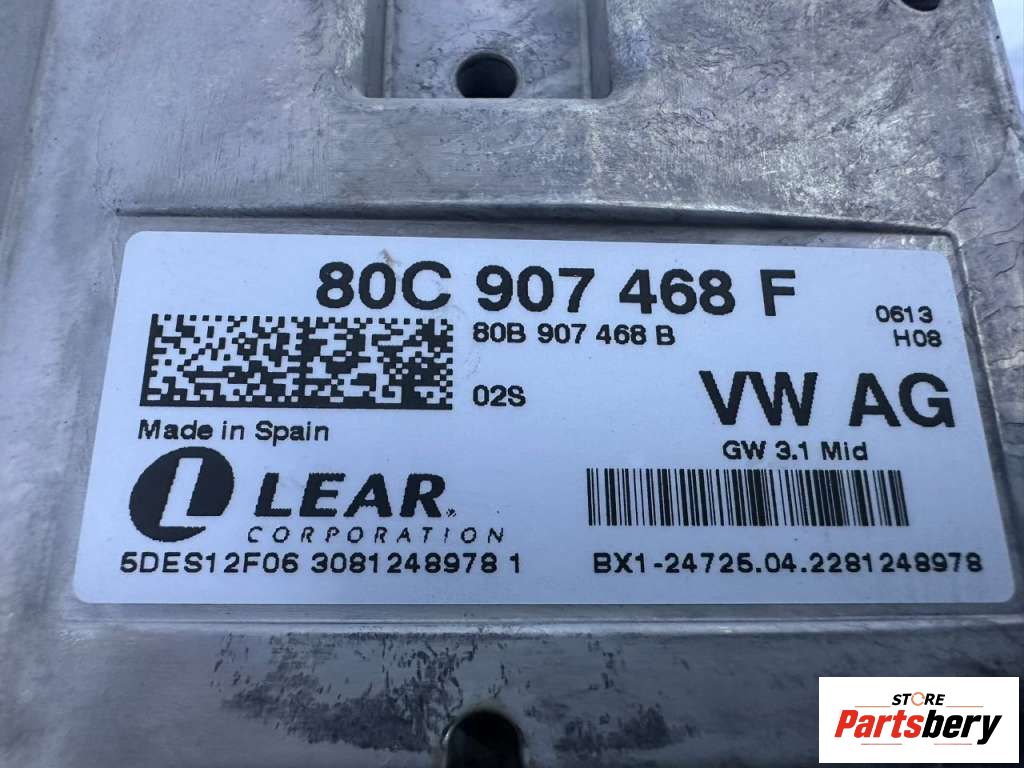 80C 907 468 F
80B 907 468 B
0613
H08
02S
VW AG
Made in Spain
GW 3.1 Mid
LEAR
CORPORATION
5DES12F06 3081248978 1
BX1-24725.04.2281248978
STORE
Partsbery